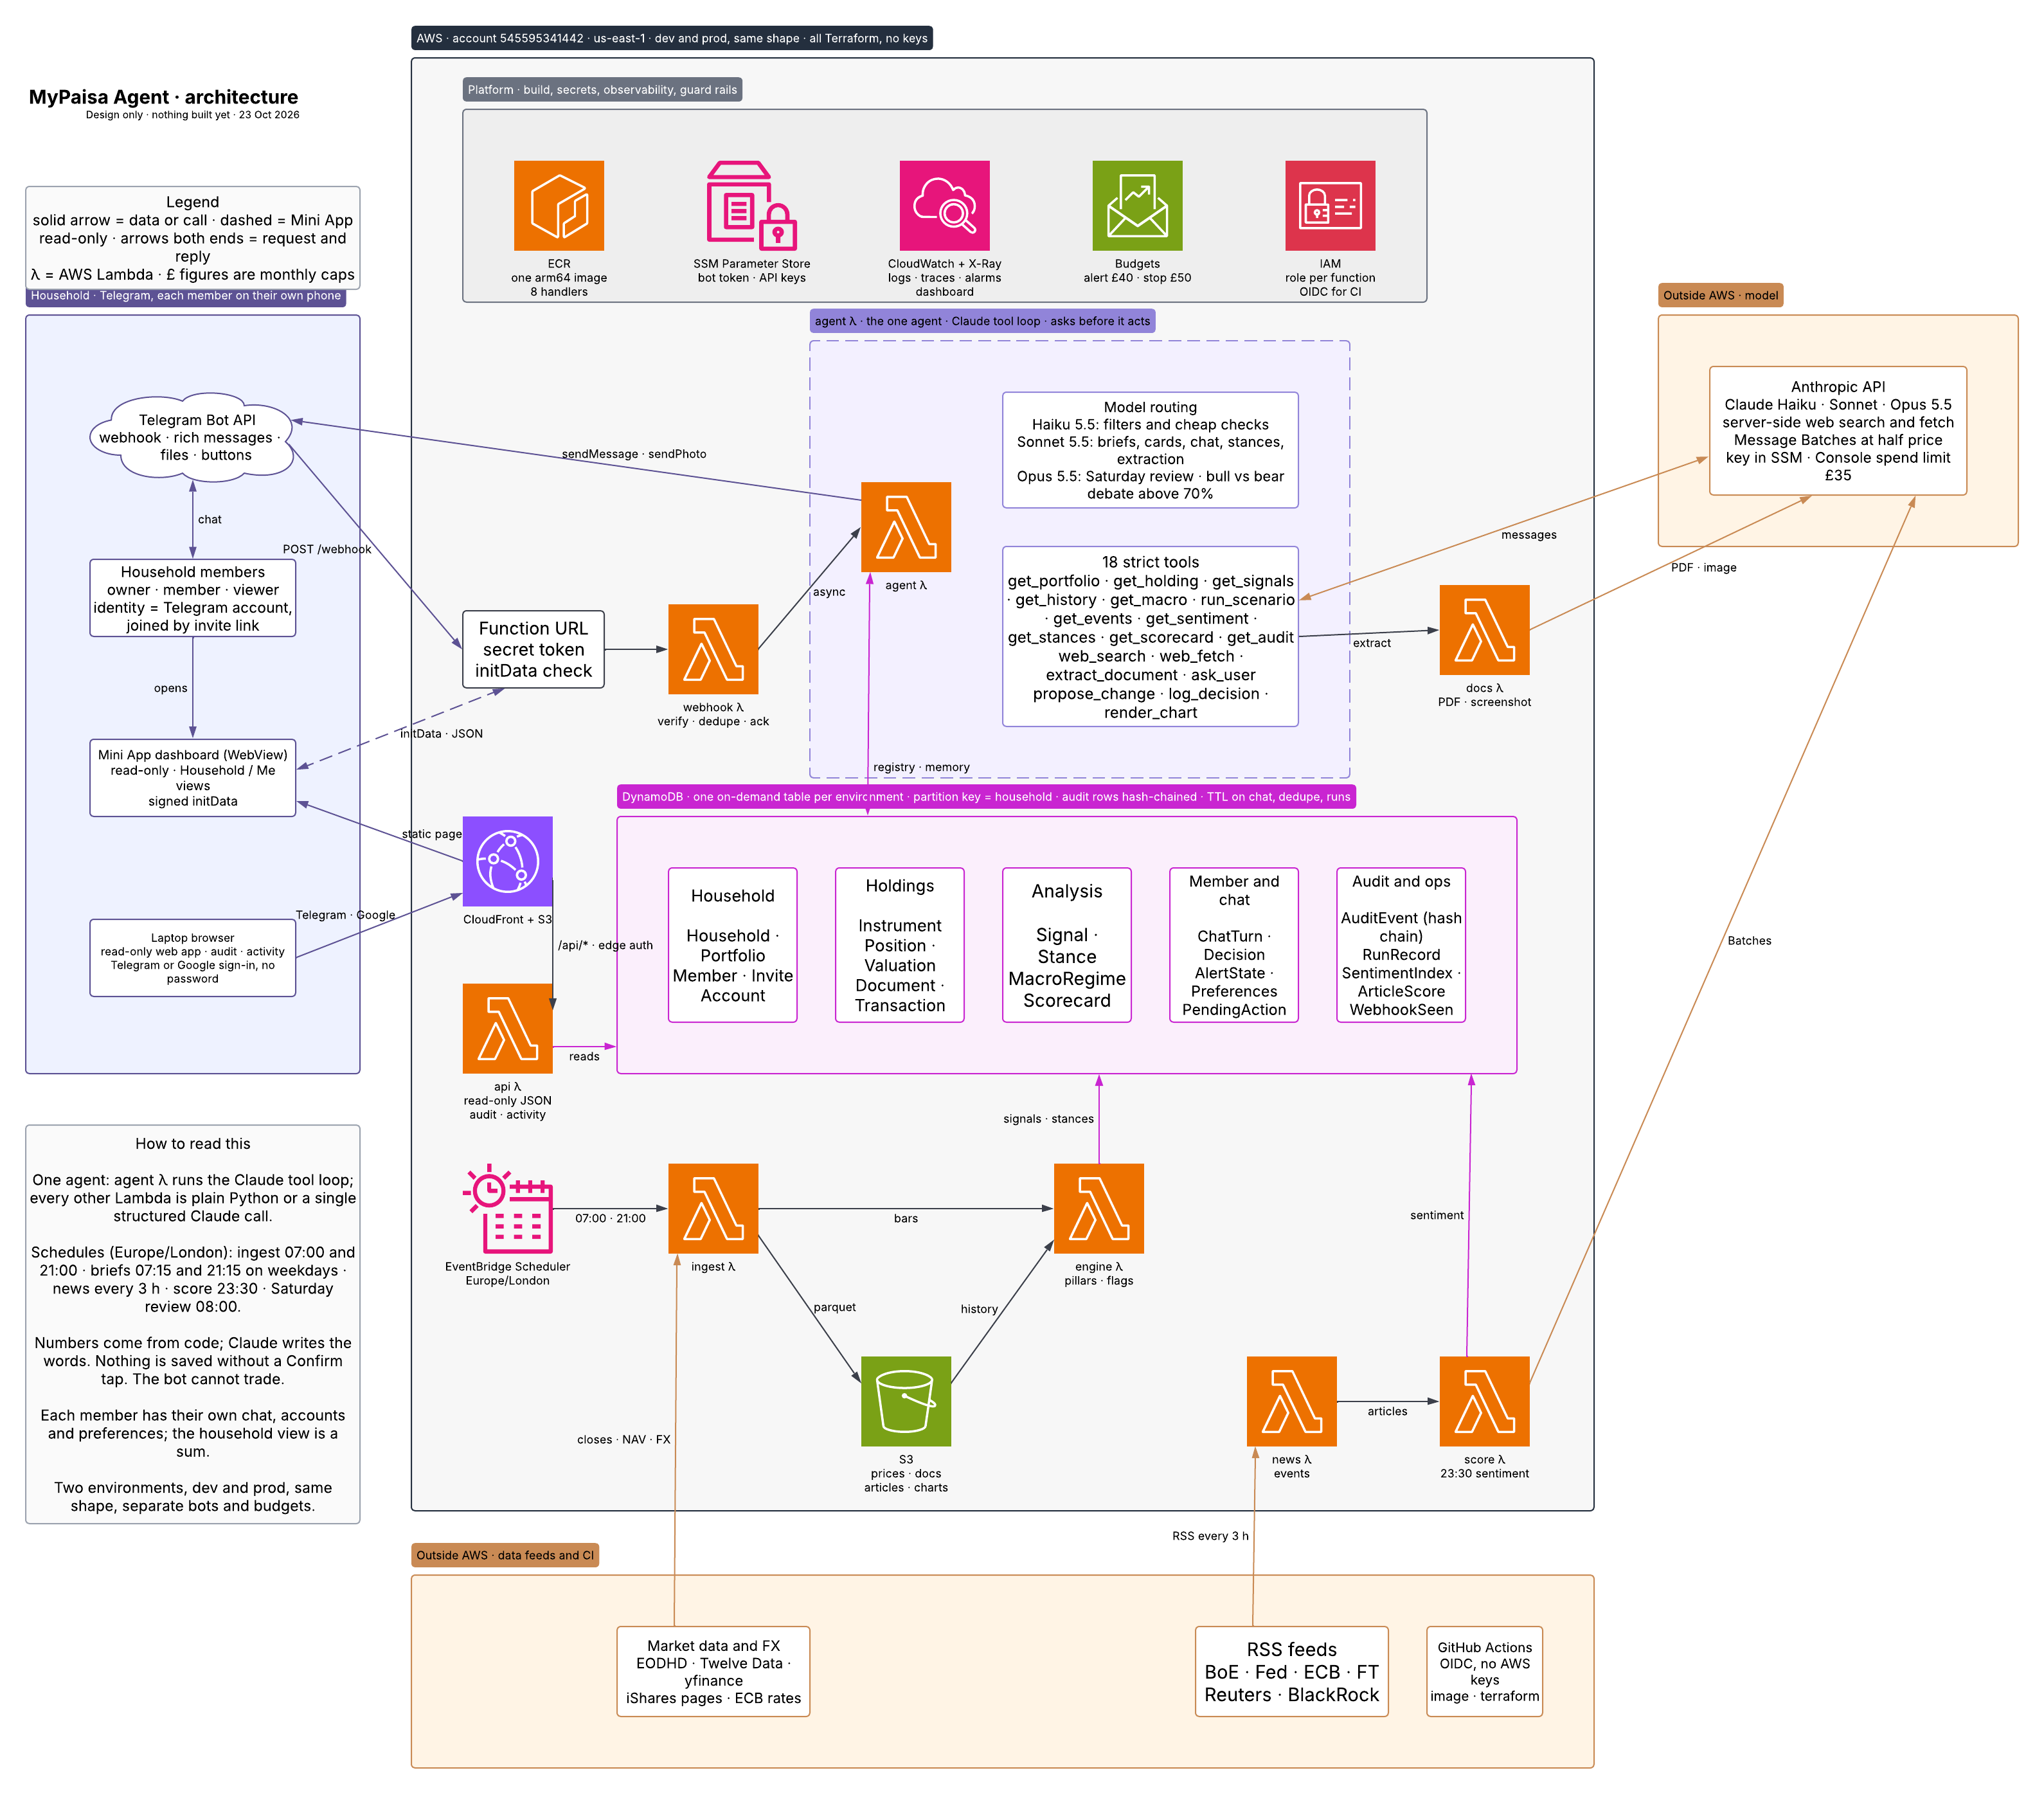 AWS · account 545595341442 · us-east-1 · dev and prod, same shape · all Terraform, no keys
MyPaisa Agent · architecture
Design only · nothing built yet · 23 Oct 2026
Platform · build, secrets, observability, guard rails
ECR
one arm64 image
8 handlers
SSM Parameter Store
bot token · API keys
CloudWatch + X-Ray
logs · traces · alarms
dashboard
Budgets
alert £40 · stop £50
IAM
role per function
OIDC for CI
Legend
solid arrow = data or call · dashed = Mini App
read-only · arrows both ends = request and
reply
λ = AWS Lambda · £ figures are monthly caps
Household · Telegram, each member on their own phone
Telegram Bot API
webhook · rich messages ·
files · buttons
chat
Household members
owner · member · viewer
identity = Telegram account,
joined by invite link
opens
Mini App dashboard (WebView)
read-only · Household / Me
views
signed initData
Laptop browser
read-only web app · audit · activity
Telegram or Google sign-in, no
password
sendMessage · sendPhoto
POST /webhook
initData · JSON
static page
Telegram · Google
Function URL
secret token
initData check
webhook λ
verify · dedupe · ack
async
agent λ · the one agent · Claude tool loop · asks before it acts
agent λ
Model routing
Haiku 5.5: filters and cheap checks
Sonnet 5.5: briefs, cards, chat, stances,
extraction
Opus 5.5: Saturday review · bull vs bear
debate above 70%
18 strict tools
get_portfolio · get_holding · get_signals
· get_history · get_macro · run_scenario
· get_events · get_sentiment ·
get_stances · get_scorecard · get_audit
web_search · web_fetch ·
extract_document · ask_user
propose_change · log_decision ·
render_chart
registry · memory
extract
docs λ
PDF · screenshot
Outside AWS · model
Anthropic API
Claude Haiku · Sonnet · Opus 5.5
server-side web search and fetch
Message Batches at half price
key in SSM · Console spend limit
£35
messages
PDF · image
Batches
CloudFront + S3
/api/* · edge auth
api λ
read-only JSON
audit · activity
reads
DynamoDB · one on-demand table per environment · partition key = household · audit rows hash-chained · TTL on chat, dedupe, runs
Household
Household ·
Portfolio
Member · Invite
Account
Holdings
Instrument
Position ·
Valuation
Document ·
Transaction
Analysis
Signal ·
Stance
MacroRegime
Scorecard
Member and
chat
ChatTurn ·
Decision
AlertState ·
Preferences
PendingAction
Audit and ops
AuditEvent (hash
chain)
RunRecord
SentimentIndex ·
ArticleScore
WebhookSeen
signals · stances
sentiment
EventBridge Scheduler
Europe/London
07:00 · 21:00
ingest λ
bars
engine λ
pillars · flags
parquet
history
S3
prices · docs
articles · charts
news λ
events
articles
score λ
23:30 sentiment
closes · NAV · FX
RSS every 3 h
How to read this
One agent: agent λ runs the Claude tool loop;
every other Lambda is plain Python or a single
structured Claude call.
Schedules (Europe/London): ingest 07:00 and
21:00 · briefs 07:15 and 21:15 on weekdays ·
news every 3 h · score 23:30 · Saturday
review 08:00.
Numbers come from code; Claude writes the
words. Nothing is saved without a Confirm
tap. The bot cannot trade.
Each member has their own chat, accounts
and preferences; the household view is a
sum.
Two environments, dev and prod, same
shape, separate bots and budgets.
Outside AWS · data feeds and CI
Market data and FX
EODHD · Twelve Data ·
yfinance
iShares pages · ECB rates
RSS feeds
BoE · Fed · ECB · FT
Reuters · BlackRock
GitHub Actions
OIDC, no AWS
keys
image · terraform